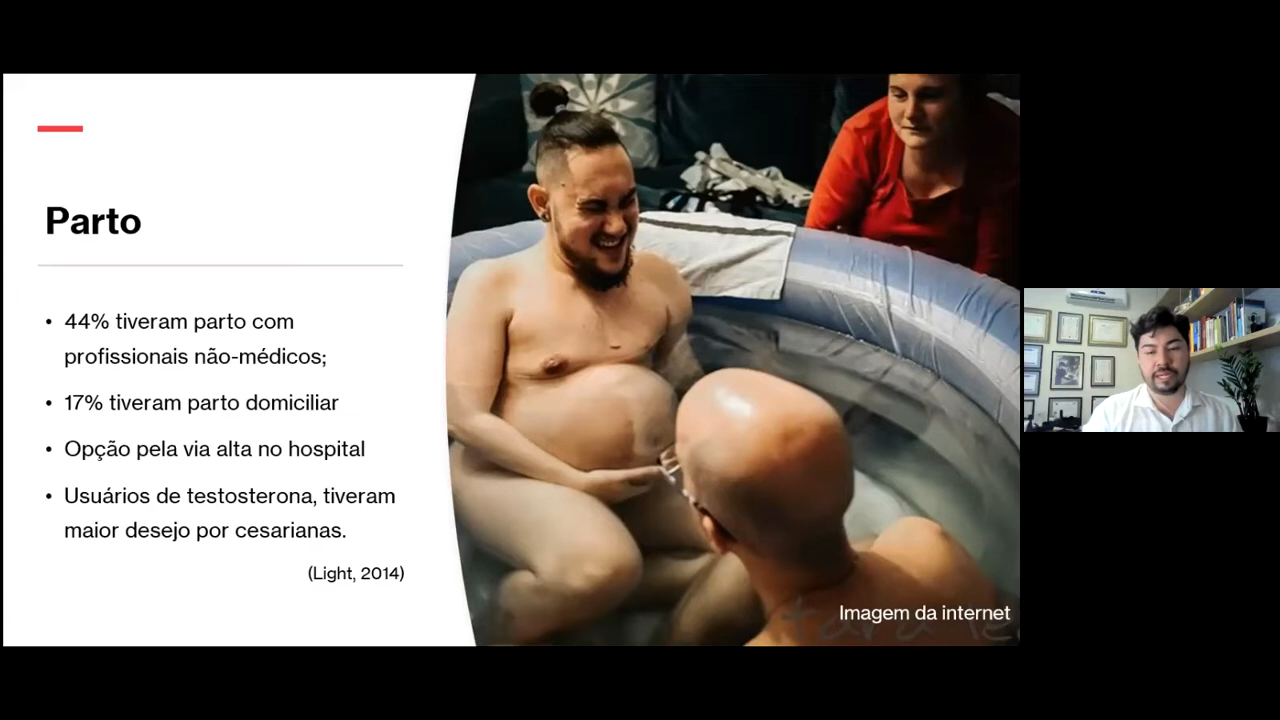 Parto
• 44% tiveram parto com
profissionais não-médicos;
• 17% tiveram parto domiciliar
• Opção pela via alta no hospital
• Usuários de testosterona, tiveram
maior desejo por cesarianas.
(Light, 2014)
Imagem da internet